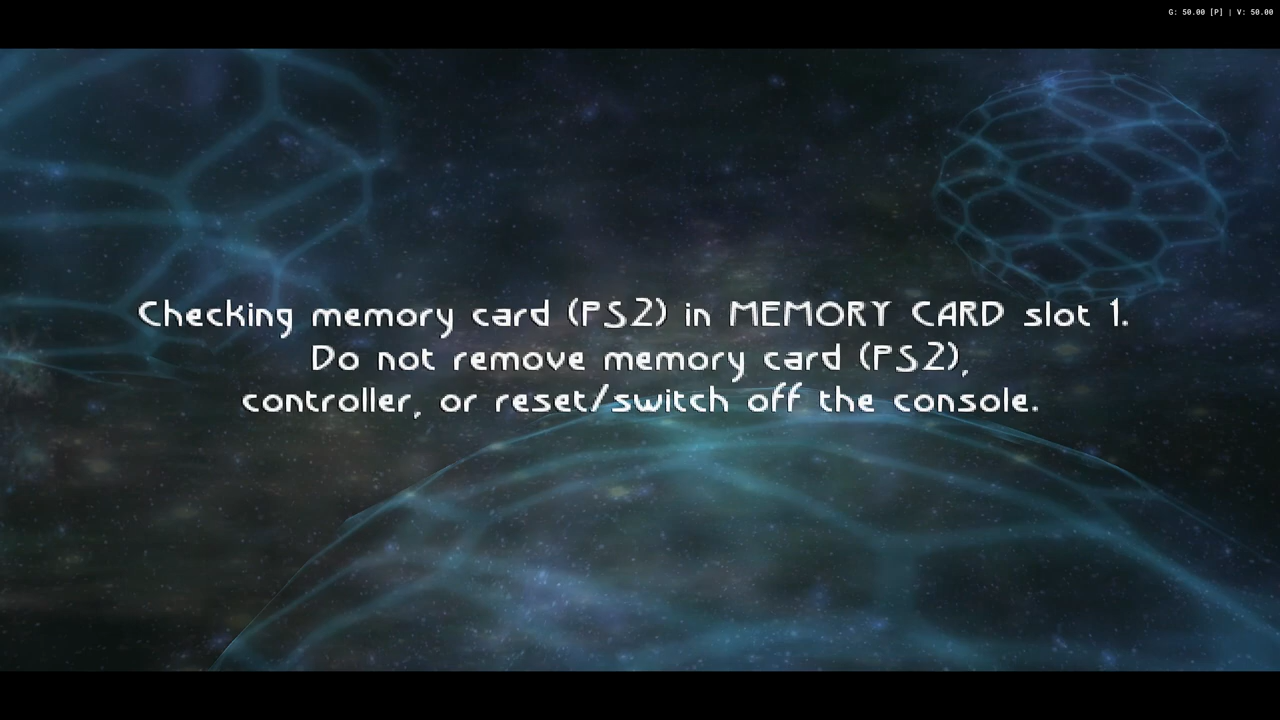 G: 50.00 [P] | V: 50.00
Checking memory card (PS2) in MEMORY CARD slot 1.
Do not remove memory card (PS2),
controller, or reset/switch off the console.